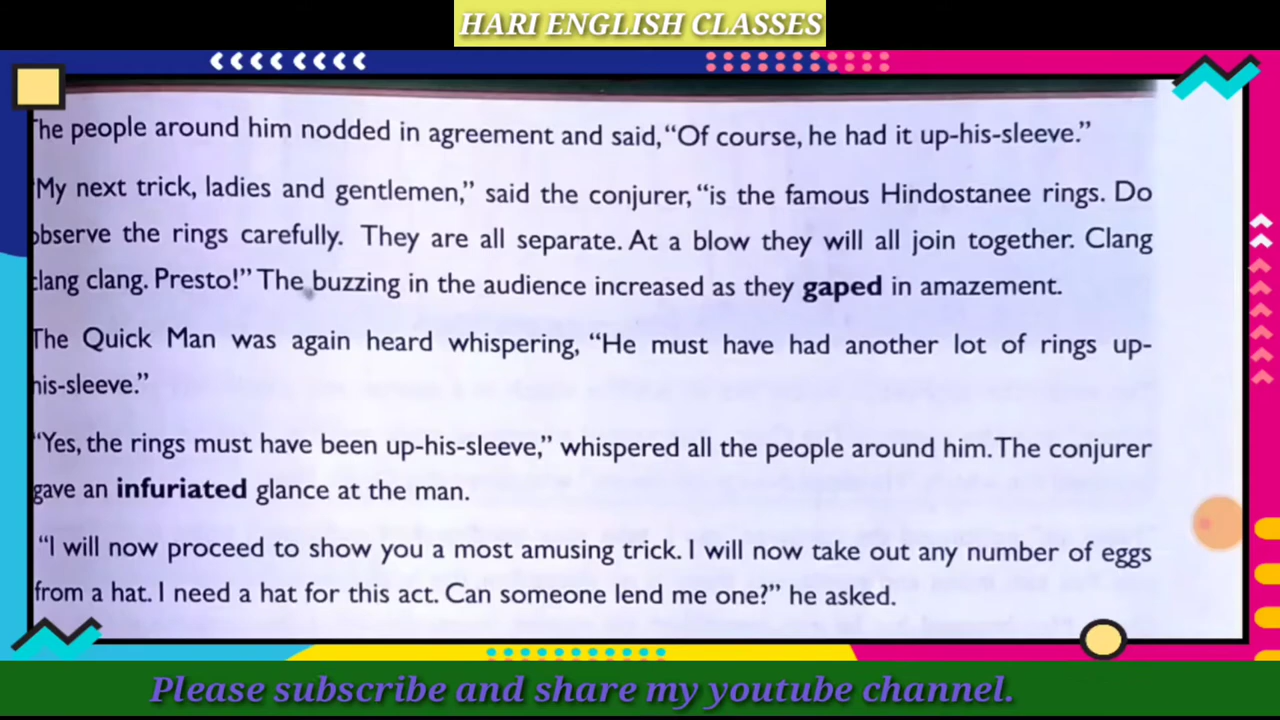 HARI ENGLISH CLASSES
The people around him nodded in agreement and said, “Of course, he had it up-his-sleeve.”
“My next trick, ladies and gentlemen,” said the conjurer, “is the famous Hindostanee rings. Do
observe the rings carefully. They are all separate. At a blow they will all join together. Clang
clang clang. Presto!” The buzzing in the audience increased as they gaped in amazement.
The Quick Man was again heard whispering, “He must have had another lot of rings up-
his-sleeve.”
“Yes, the rings must have been up-his-sleeve,” whispered all the people around him. The conjurer
gave an infuriated glance at the man.
“I will now proceed to show you a most amusing trick. I will now take out any number of eggs
from a hat. I need a hat for this act. Can someone lend me one?” he asked.
Please subscribe and share my youtube channel.